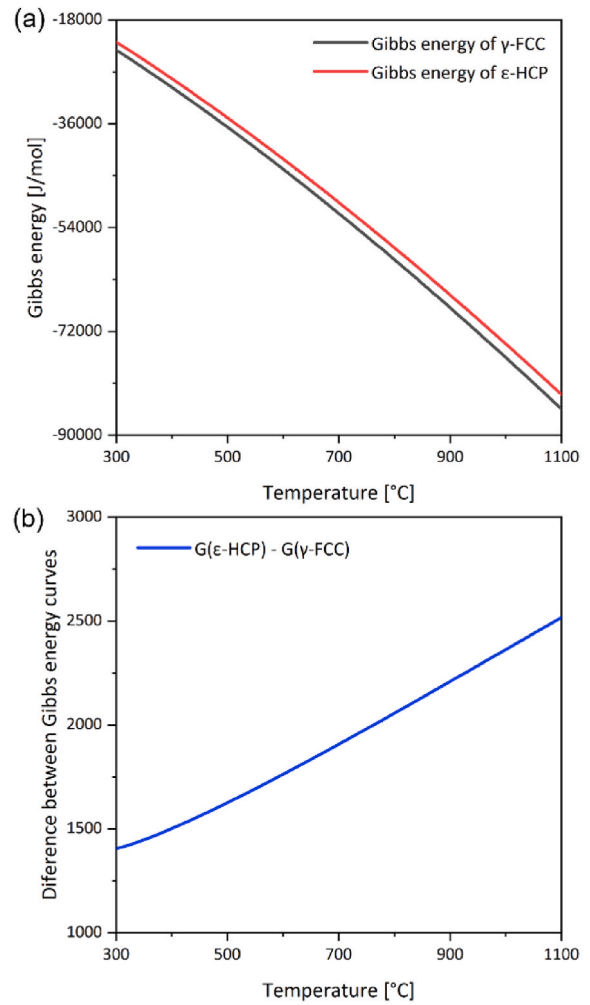 (a)
-18000
-36000
-54000
-72000
-90000
Gibbs energy [J/mol]
Gibbs energy of γ-FCC
Gibbs energy of ε-HCP
300
500
700
900
1100
Temperature [°C]
(b)
3000
2500
2000
1500
1000
Diference between Gibbs energy curves
G(ε-HCP) - G(γ-FCC)
300
500
700
900
1100
Temperature [°C]